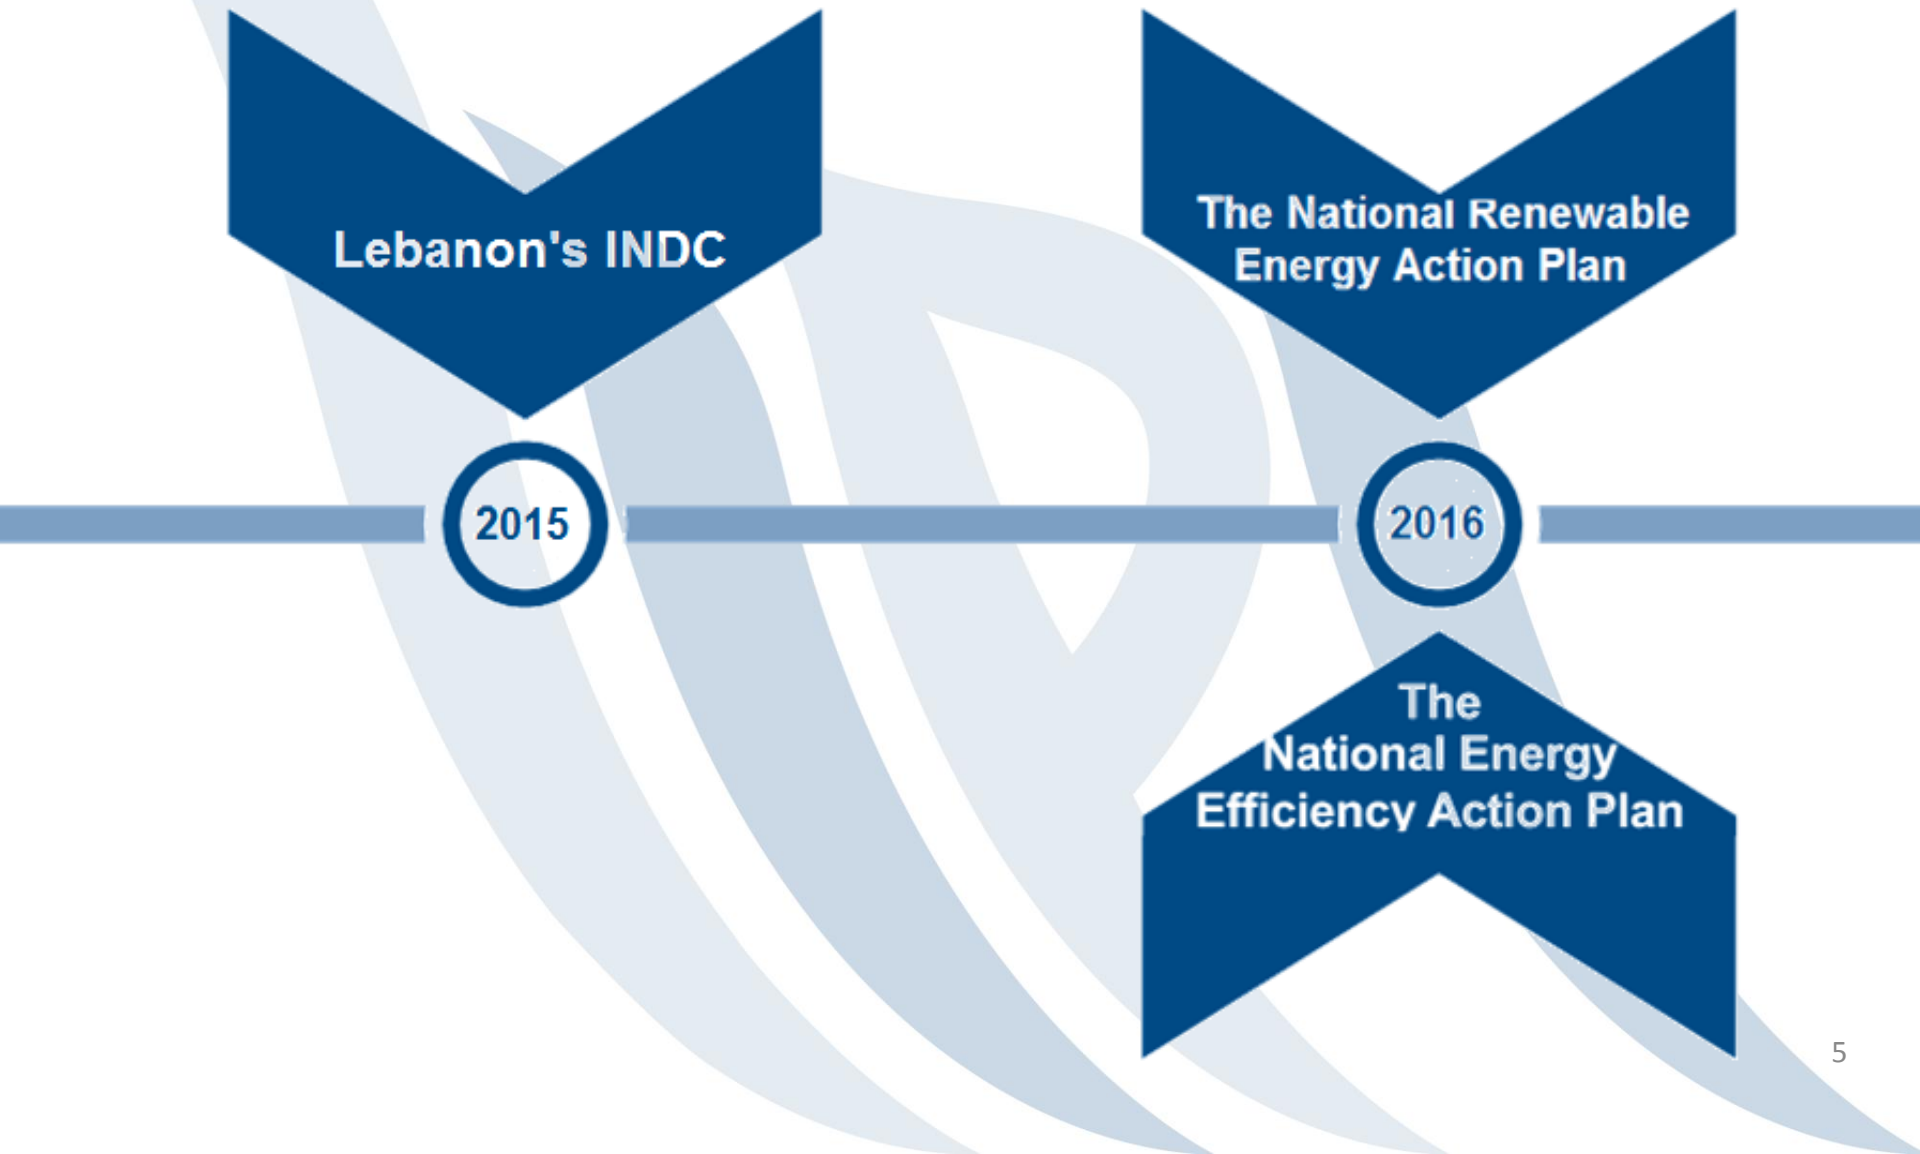 Lebanon's INDC
The National Renewable
Energy Action Plan
2015
2016
The
National Energy
Efficiency Action Plan
5